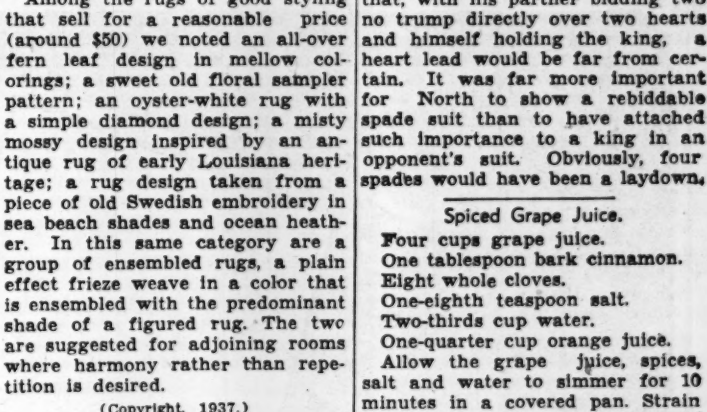 Among the rugs of good styling
that sell for a reasonable price
(around $50) we noted an all-over
fern leaf design in mellow col-
orings; a sweet old floral sampler
pattern; an oyster-white rug with
a simple diamond design; a misty
mossy design inspired by an an-
tique rug of early Louisiana heri-
tage; a rug design taken from a
piece of old Swedish embroidery in
sea beach shades and ocean heath-
er. In this same category are a
group of ensembled rugs, a plain
effect frieze weave in a color that
is ensembled with the predominant
shade of a figured rug. The two
are suggested for adjoining rooms
where harmony rather than repe-
tition is desired.
(Copyright, 1937.)
that, with his partner bidding two
no trump directly over two hearts
and himself holding the king, a
heart lead would be far from cer-
tain. It was far more important
for North to show a rebiddable
spade suit than to have attached
such importance to a king in an
opponent's suit. Obviously, four
spades would have been a laydown.
Spiced Grape Juice.
Four cups grape juice.
One tablespoon bark cinnamon.
Eight whole cloves.
One-eighth teaspoon salt.
Two-thirds cup water.
One-quarter cup orange juice.
Allow the grape juice, spices,
salt and water to simmer for 10
minutes in a covered pan. Strain